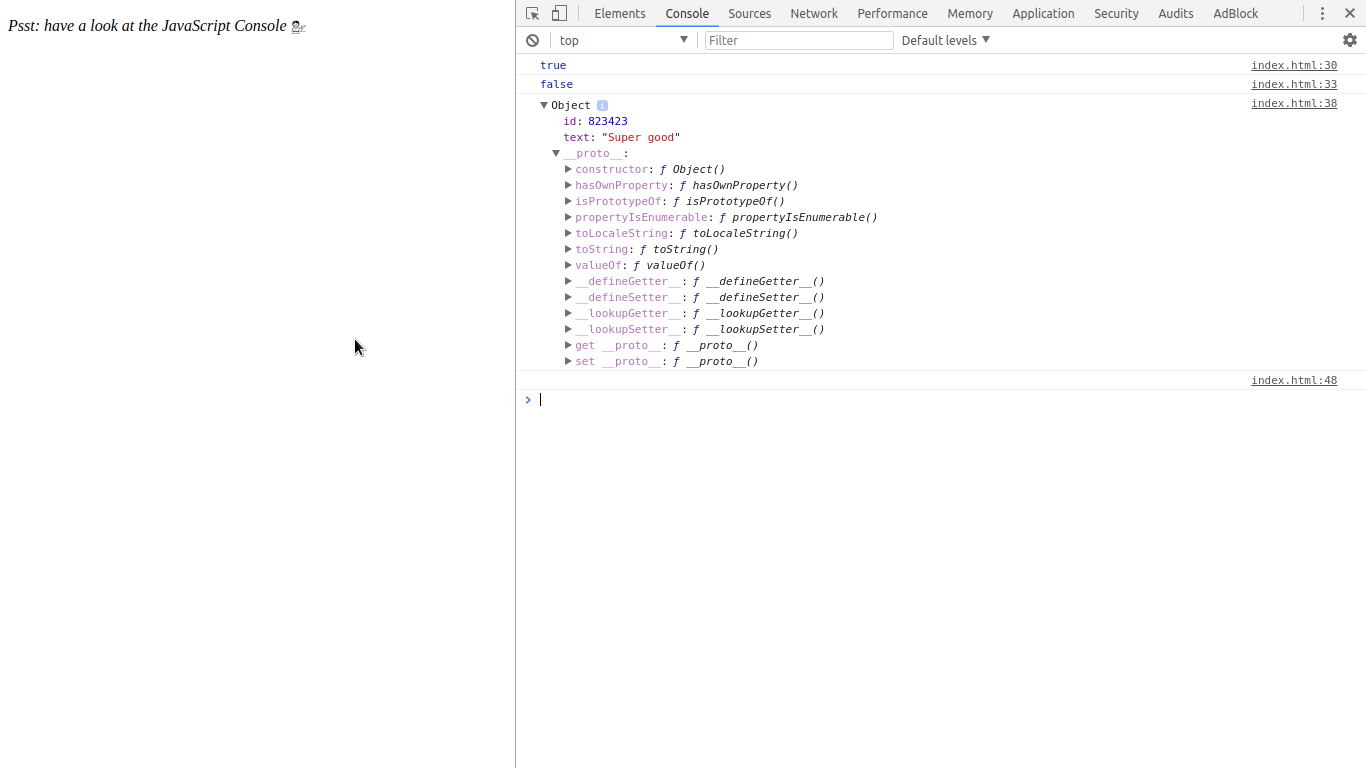 Psst: have a look at the JavaScript Console 💁
Elements Console Sources Network Performance Memory Application Security Audits AdBlock
top Filter Default levels
true index.html:30
false index.html:33
Object i index.html:38
id: 823423
text: "Super good"
__proto__:
constructor: ƒ Object()
hasOwnProperty: ƒ hasOwnProperty()
isPrototypeOf: ƒ isPrototypeOf()
propertyIsEnumerable: ƒ propertyIsEnumerable()
toLocaleString: ƒ toLocaleString()
toString: ƒ toString()
valueOf: ƒ valueOf()
__defineGetter__: ƒ __defineGetter__()
__defineSetter__: ƒ __defineSetter__()
__lookupGetter__: ƒ __lookupGetter__()
__lookupSetter__: ƒ __lookupSetter__()
get __proto__: ƒ __proto__()
set __proto__: ƒ __proto__()
index.html:48